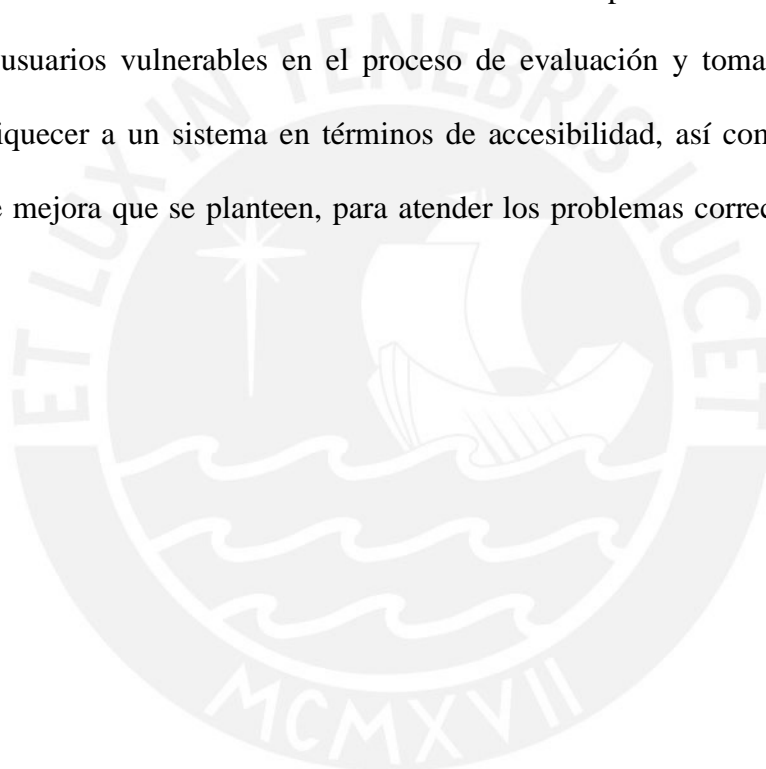 usuarios vulnerables en el proceso de evaluación y toma
iquecer a un sistema en términos de accesibilidad, así con
e mejora que se planteen, para atender los problemas correc
ET LUX IN TENEBRIS LUCET
MCMXVII